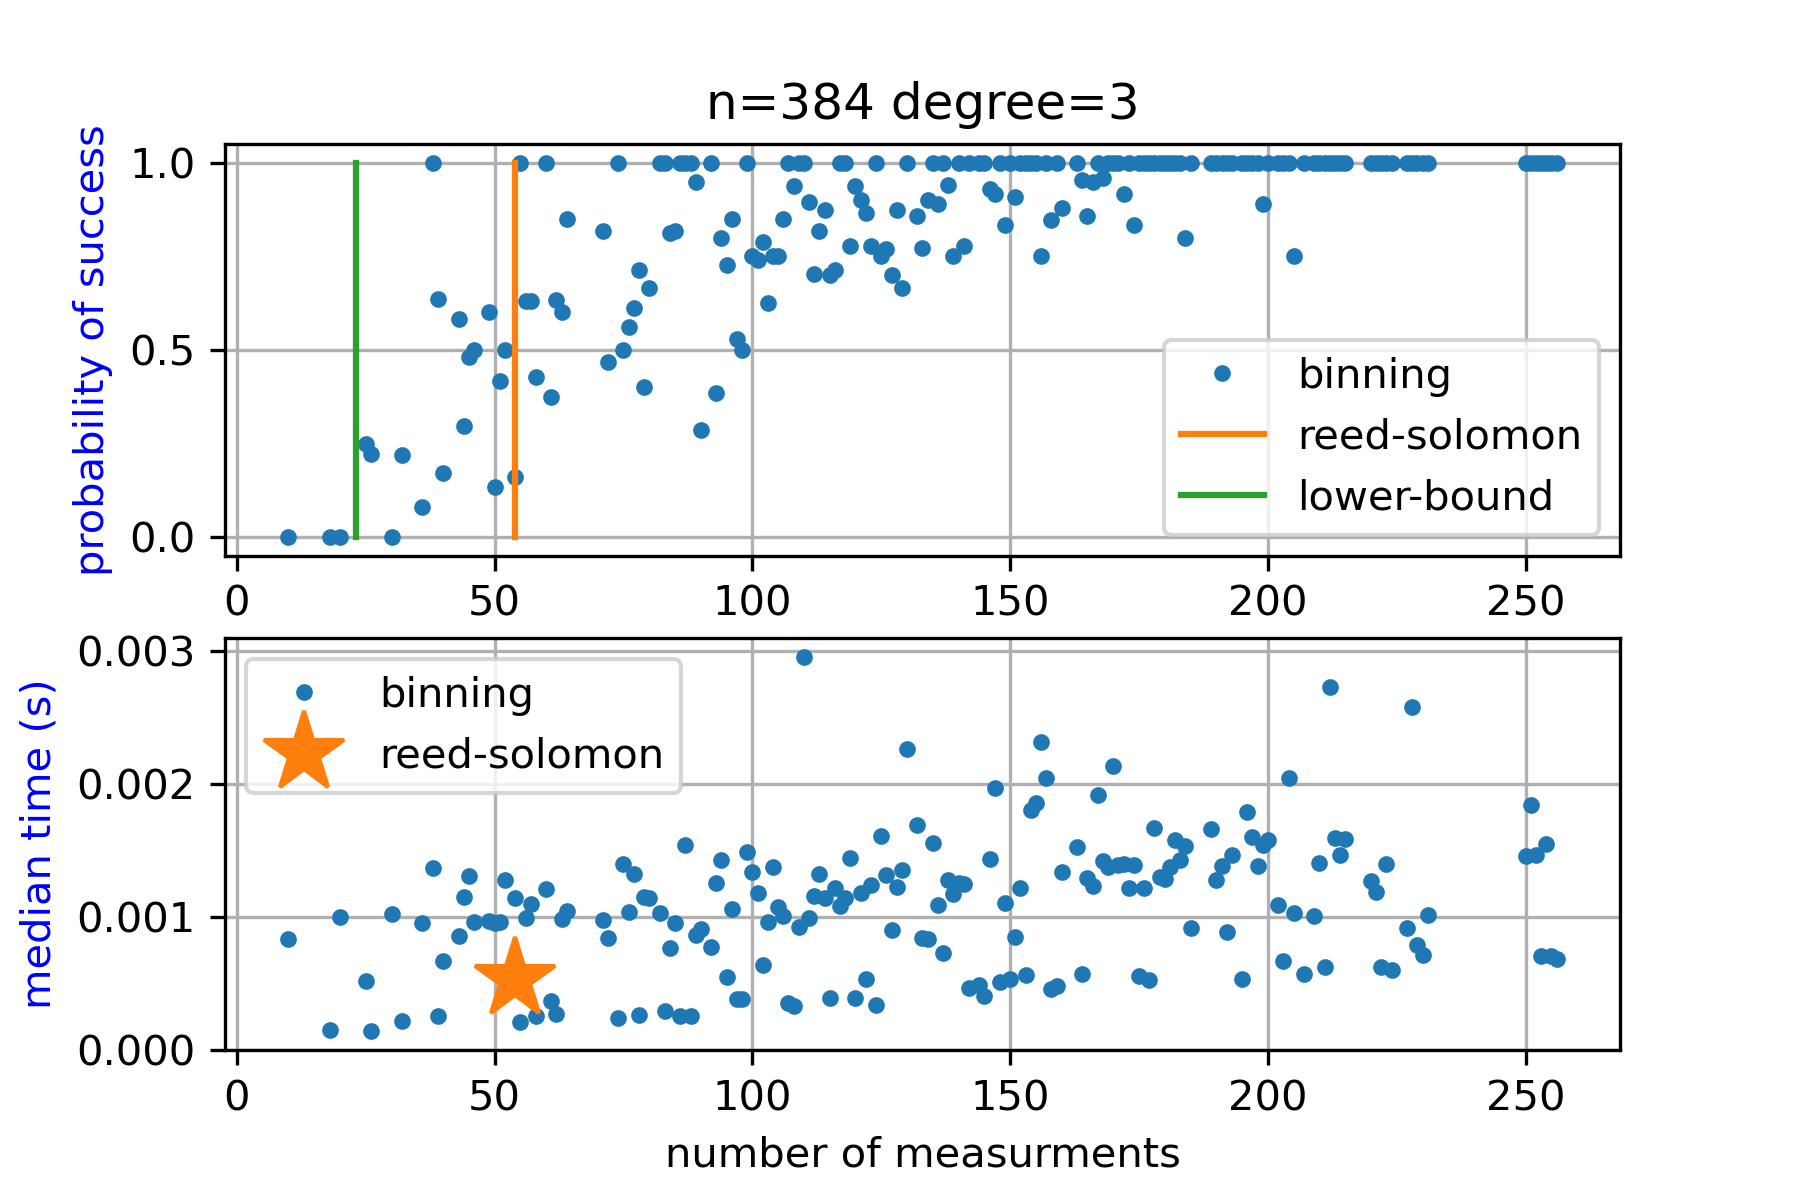 n=384 degree=3
probability of success
1.0
0.5
0.0
binning
reed-solomon
lower-bound
0 50 100 150 200 250
median time (s)
0.003
0.002
0.001
0.000
binning
reed-solomon
0 50 100 150 200 250
number of measurments